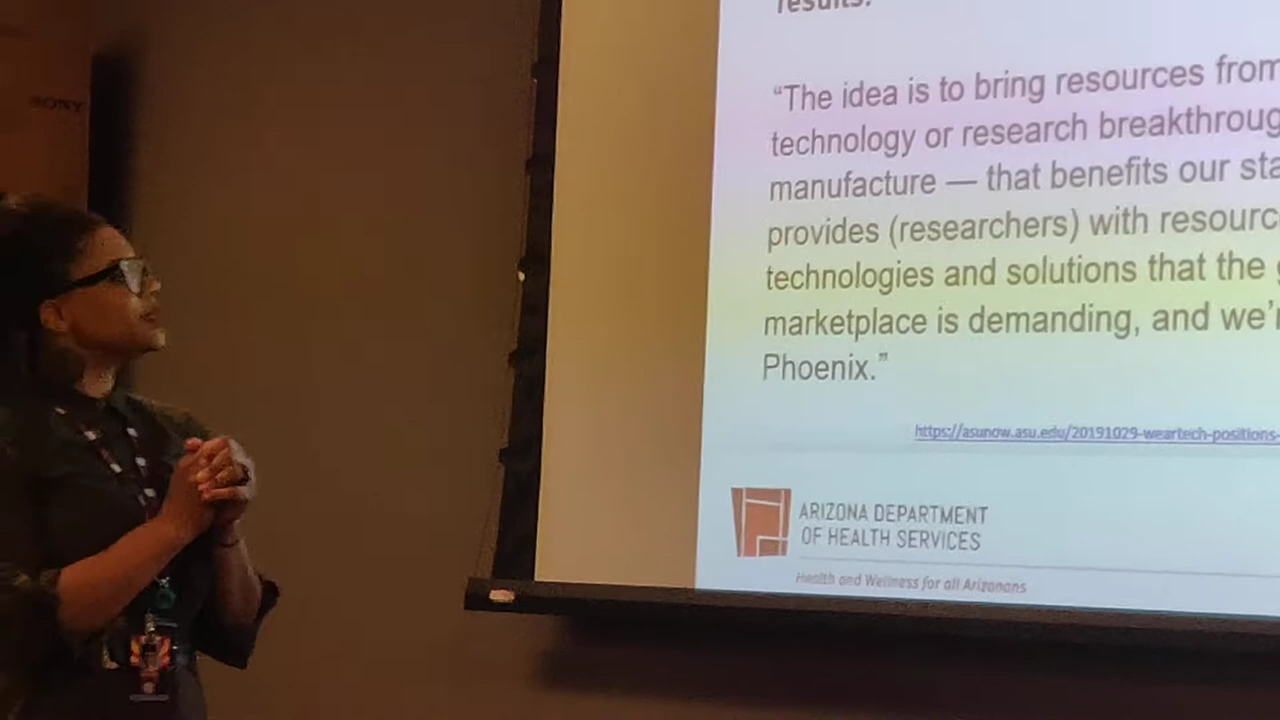 SONY
results.
“The idea is to bring resources from
technology or research breakthroug
manufacture — that benefits our sta
provides (researchers) with resourc
technologies and solutions that the
marketplace is demanding, and we’r
Phoenix.”
https://asunow.asu.edu/20191029-weartech-positions-
ARIZONA DEPARTMENT
OF HEALTH SERVICES
Health and Wellness for all Arizonans